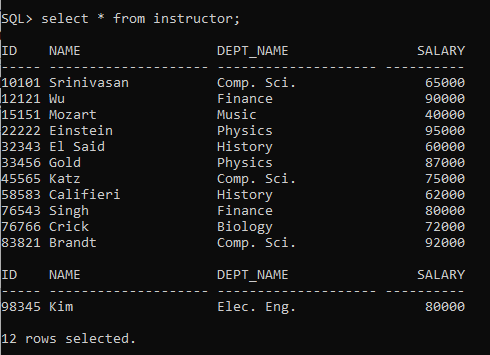 SQL> select * from instructor;
ID    NAME                 DEPT_NAME                SALARY
----- -------------------- -------------------- ----------
10101 Srinivasan           Comp. Sci.                65000
12121 Wu                   Finance                   90000
15151 Mozart               Music                     40000
22222 Einstein             Physics                   95000
32343 El Said              History                   60000
33456 Gold                 Physics                   87000
45565 Katz                 Comp. Sci.                75000
58583 Califieri            History                   62000
76543 Singh                Finance                   80000
76766 Crick                Biology                   72000
83821 Brandt               Comp. Sci.                92000
ID    NAME                 DEPT_NAME                SALARY
----- -------------------- -------------------- ----------
98345 Kim                  Elec. Eng.                80000
12 rows selected.